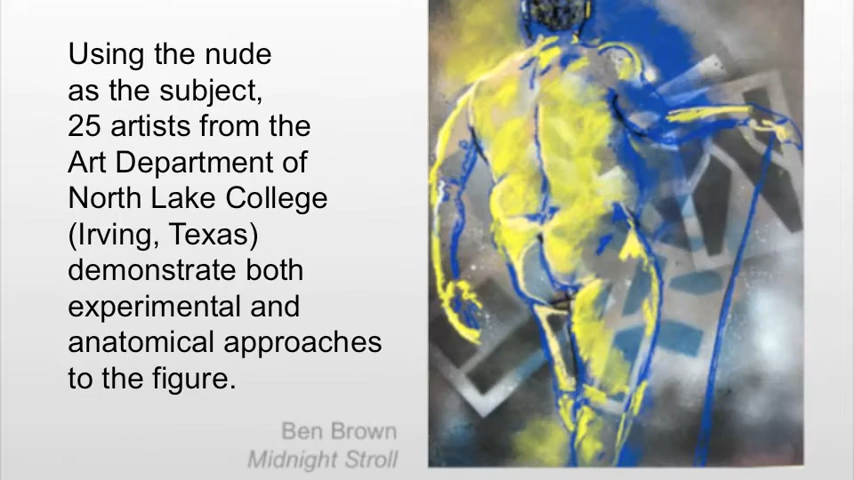 Using the nude
as the subject,
25 artists from the
Art Department of
North Lake College
(Irving, Texas)
demonstrate both
experimental and
anatomical approaches
to the figure.
Ben Brown
Midnight Stroll